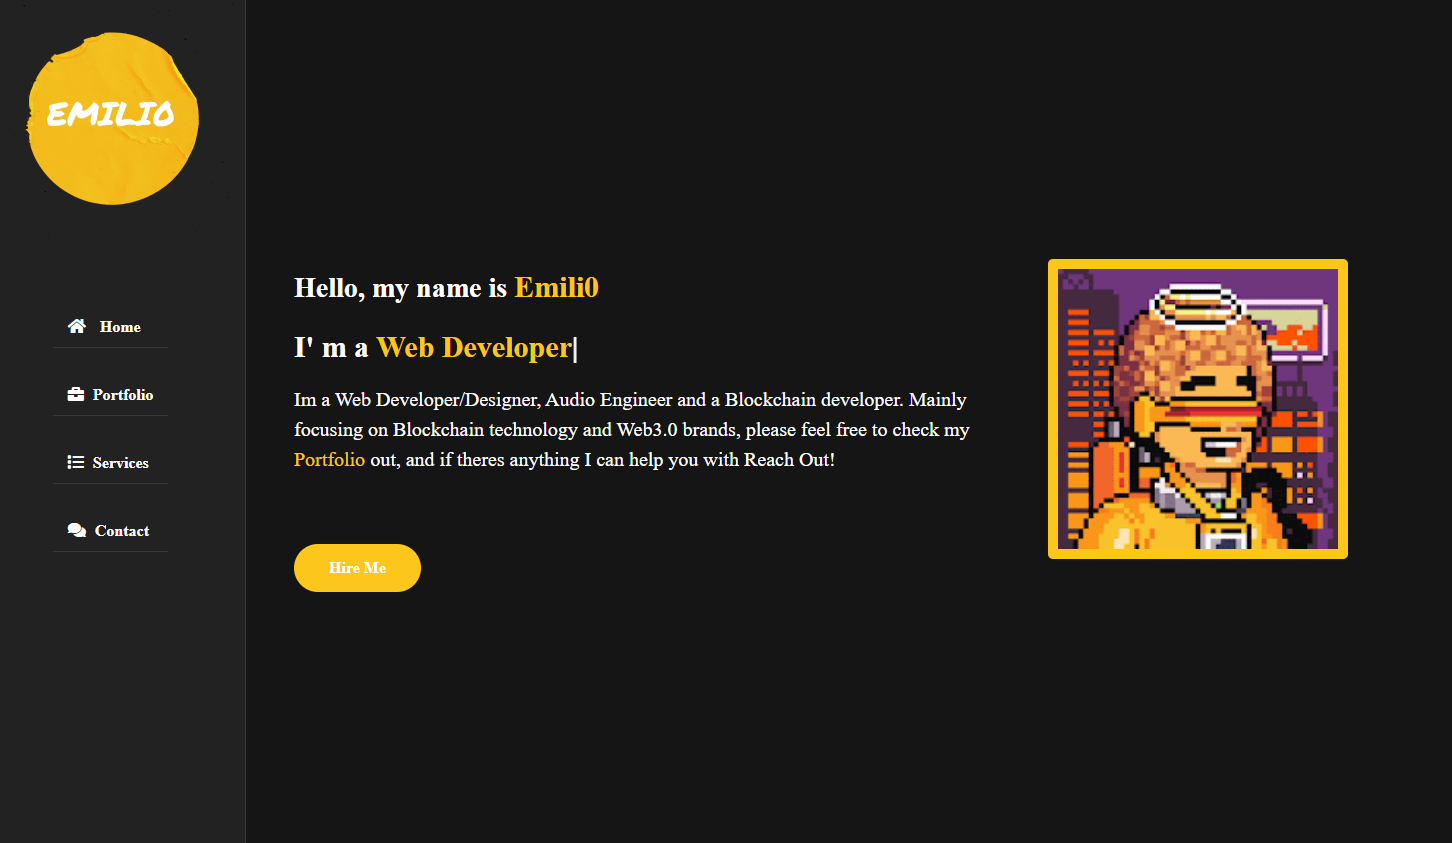 EMILIO
Home
Portfolio
Services
Contact
Hello, my name is Emili0
I' m a Web Developer|
Im a Web Developer/Designer, Audio Engineer and a Blockchain developer. Mainly
focusing on Blockchain technology and Web3.0 brands, please feel free to check my
Portfolio out, and if theres anything I can help you with Reach Out!
Hire Me